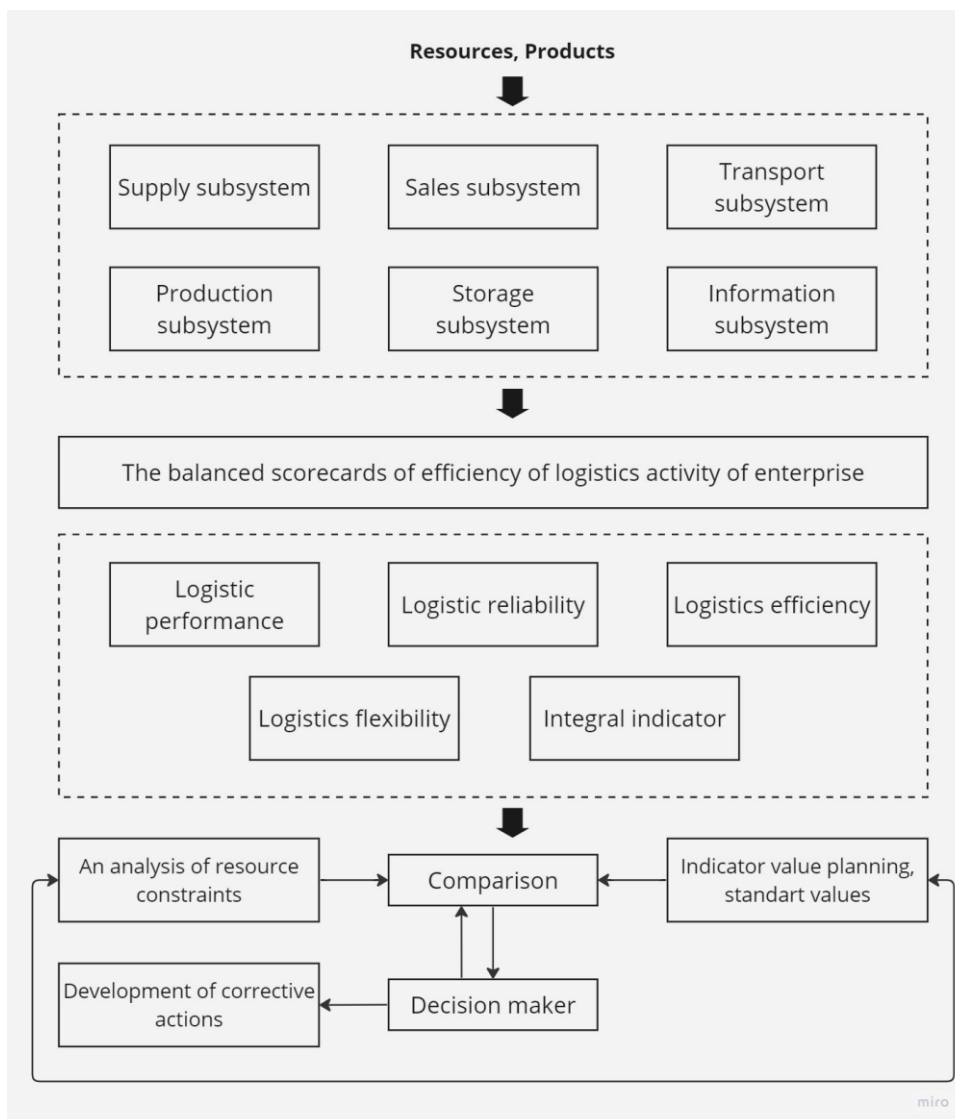 Resources, Products
Supply subsystem
Sales subsystem
Transport
subsystem
Production
subsystem
Storage
subsystem
Information
subsystem
The balanced scorecards of efficiency of logistics activity of enterprise
Logistic
performance
Logistic reliability
Logistics efficiency
Logistics flexibility
Integral indicator
An analysis of resource
constraints
Comparison
Indicator value planning,
standart values
Development of corrective
actions
Decision maker
miro